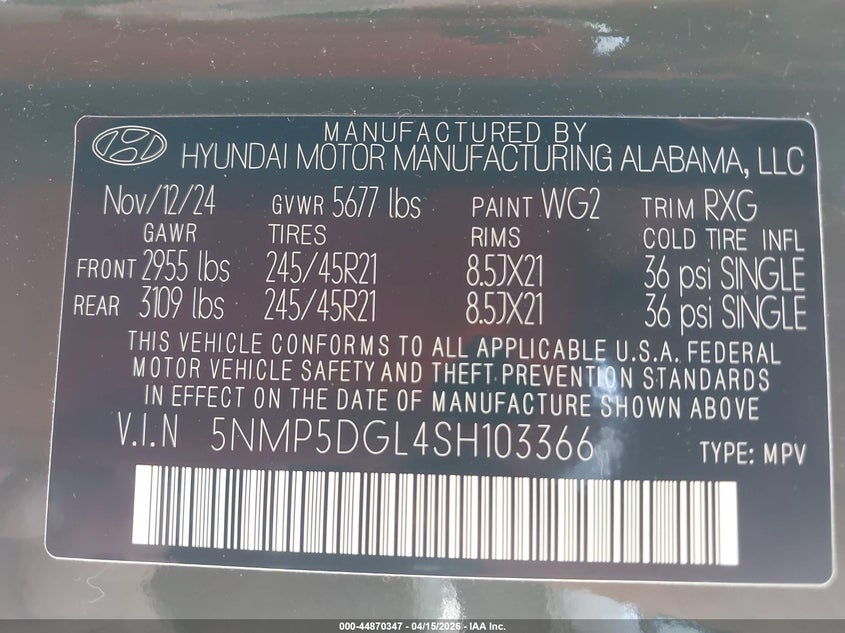 MANUFACTURED BY
HYUNDAI MOTOR MANUFACTURING ALABAMA, LLC
Nov/12/24 GVWR 5677 lbs PAINT WG2 TRIM RXG
GAWR TIRES RIMS COLD TIRE INFL
FRONT 2955 lbs 245/45R21 8.5JX21 36 psi SINGLE
REAR 3109 lbs 245/45R21 8.5JX21 36 psi SINGLE
THIS VEHICLE CONFORMS TO ALL APPLICABLE U.S.A. FEDERAL
MOTOR VEHICLE SAFETY AND THEFT PREVENTION STANDARDS
IN EFFECT ON THE DATE OF MANUFACTURE SHOWN ABOVE
V.I.N 5NMP5DGL4SH103366 TYPE: MPV
000-44870347 - 04/15/2026 - IAA Inc.